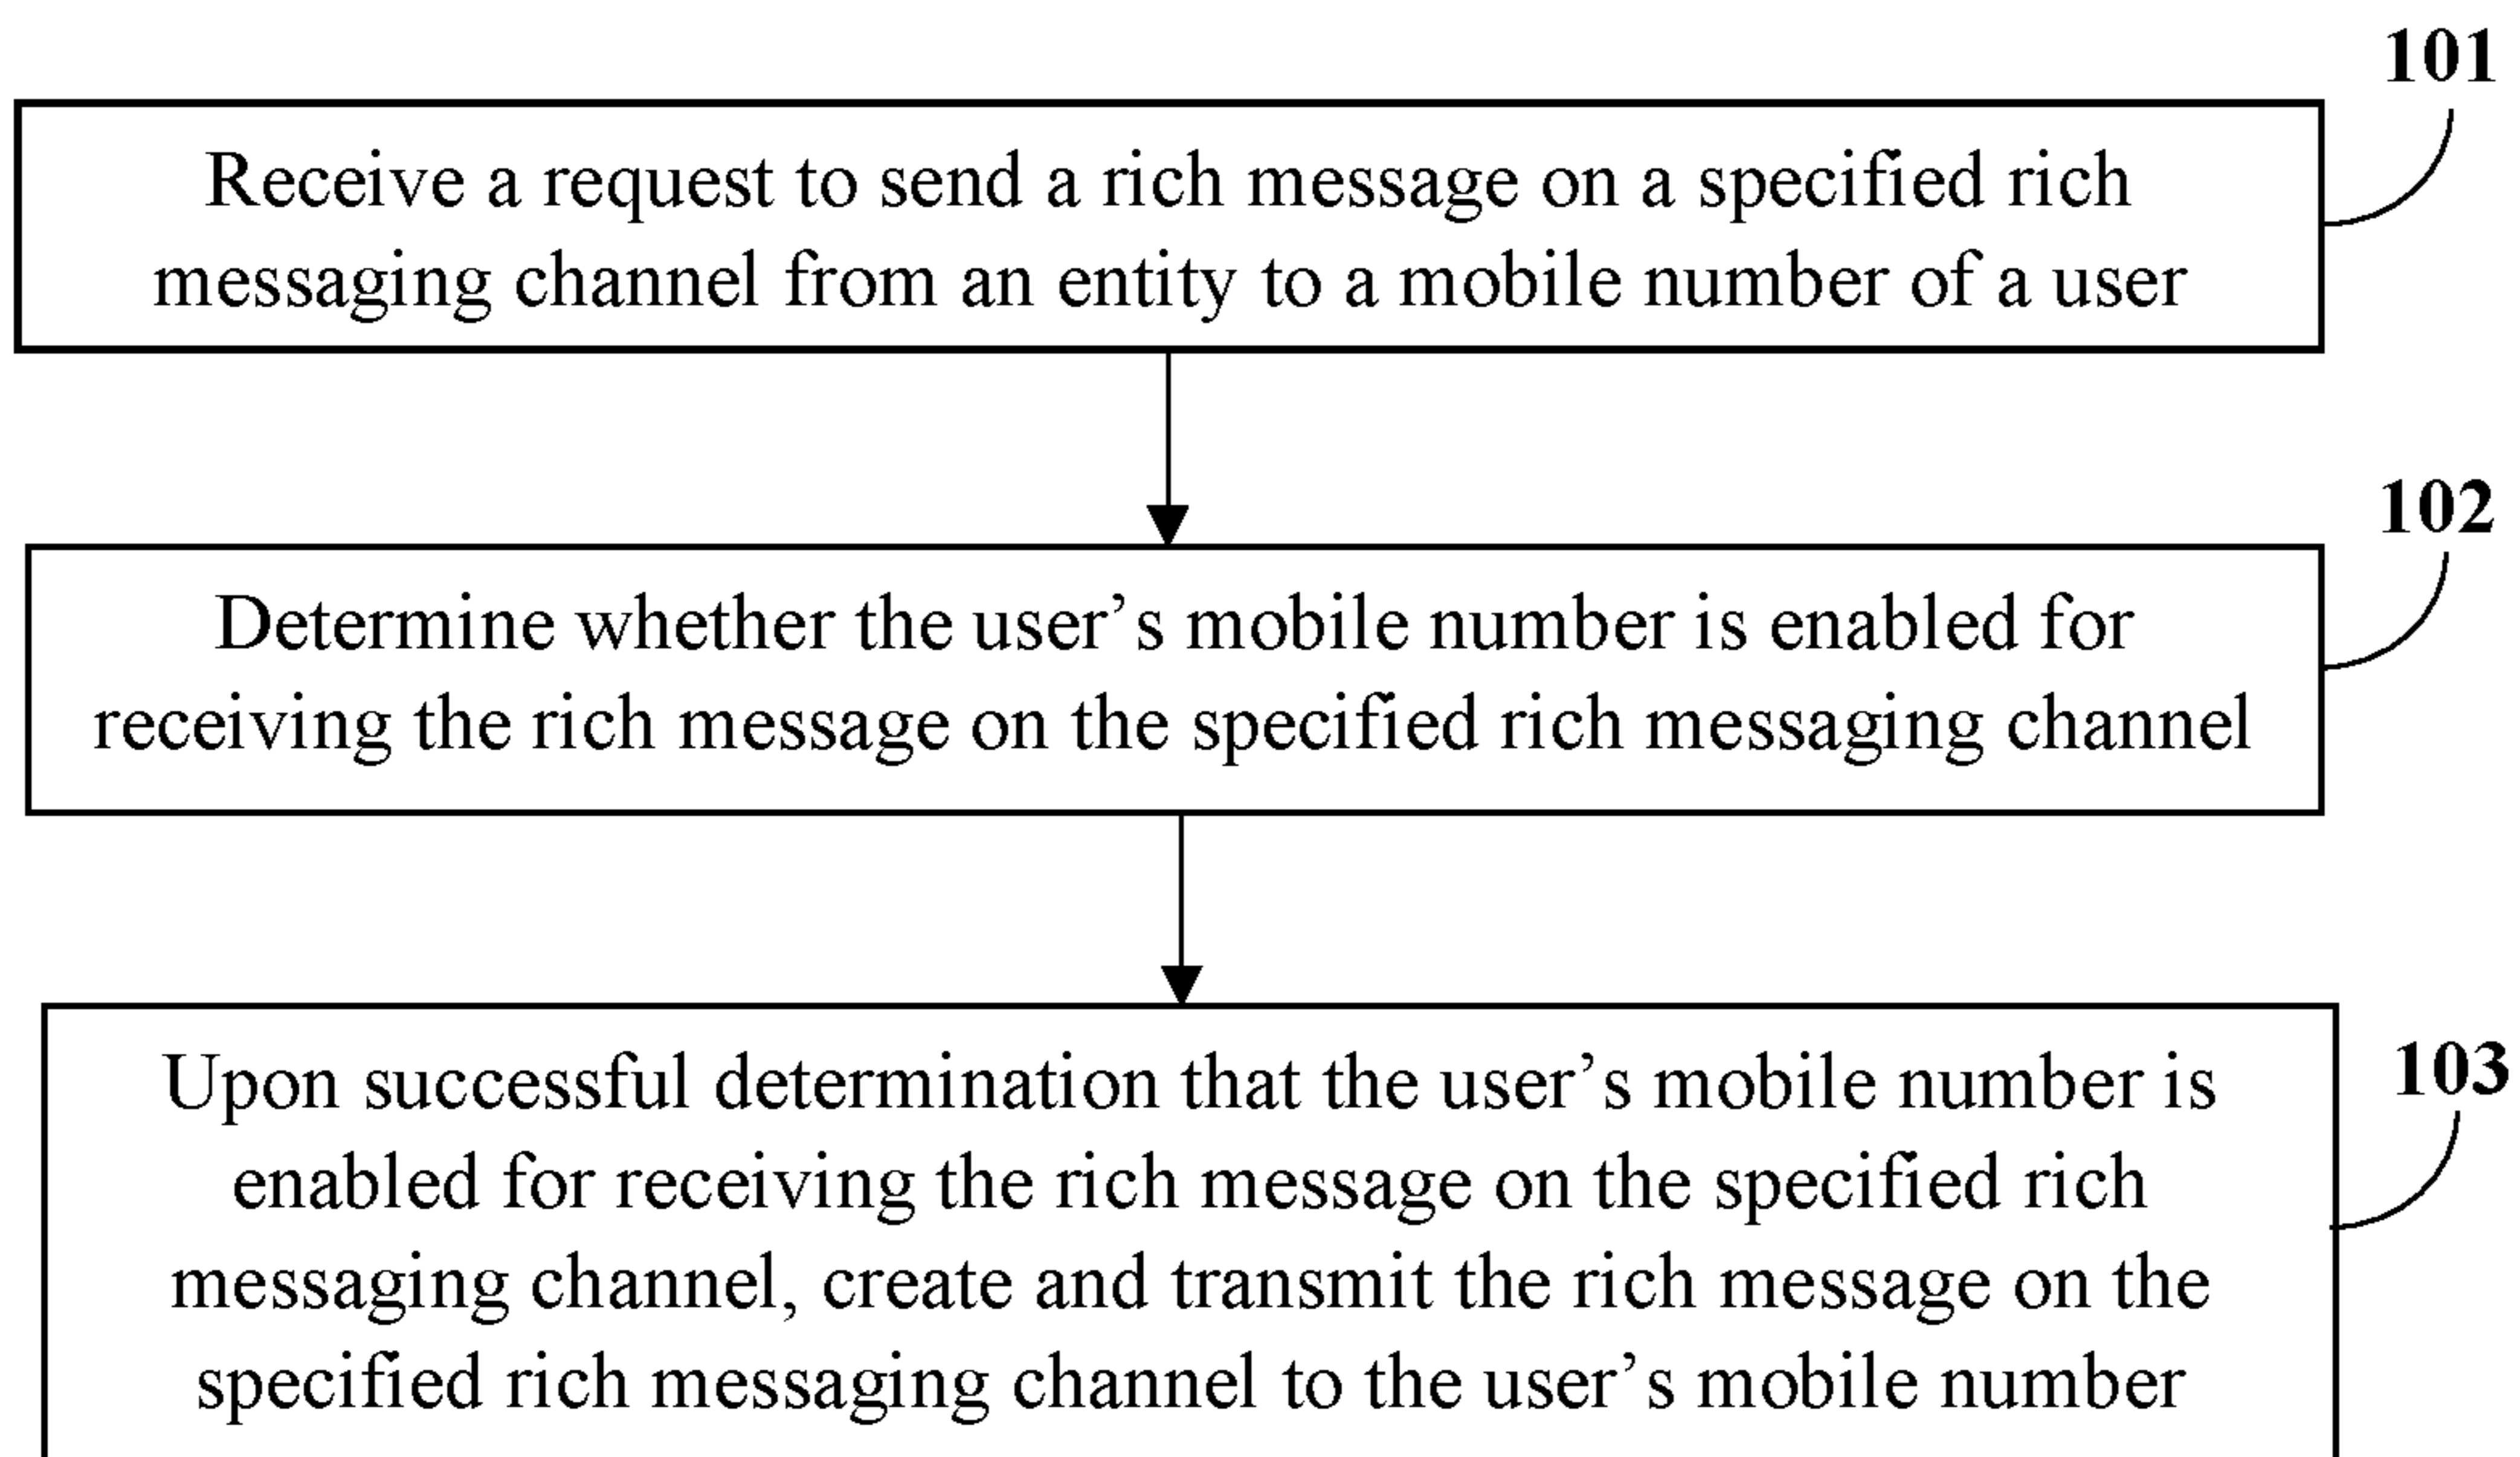 101
Receive a request to send a rich message on a specified rich
messaging channel from an entity to a mobile number of a user
102
Determine whether the user’s mobile number is enabled for
receiving the rich message on the specified rich messaging channel
103
Upon successful determination that the user’s mobile number is
enabled for receiving the rich message on the specified rich
messaging channel, create and transmit the rich message on the
specified rich messaging channel to the user’s mobile number